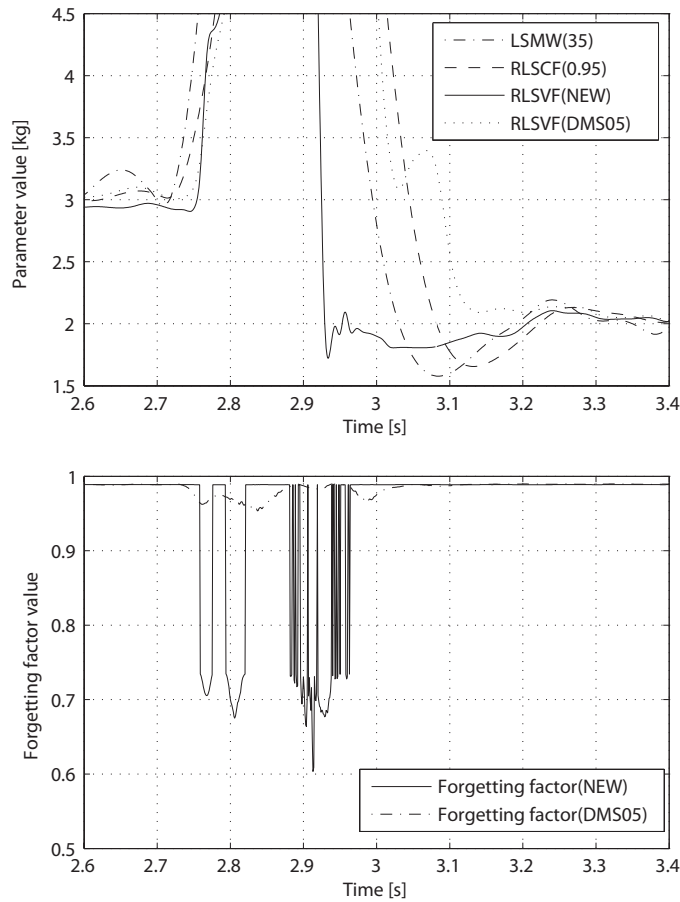 4.5
4
3.5
3
2.5
2
1.5
Parameter value [kg]
LSMW(35)
RLSCF(0.95)
RLSVF(NEW)
RLSVF(DMS05)
2.6 2.7 2.8 2.9 3 3.1 3.2 3.3 3.4
Time [s]
1
0.9
0.8
0.7
0.6
0.5
Forgetting factor value
Forgetting factor(NEW)
Forgetting factor(DMS05)
2.6 2.7 2.8 2.9 3 3.1 3.2 3.3 3.4
Time [s]